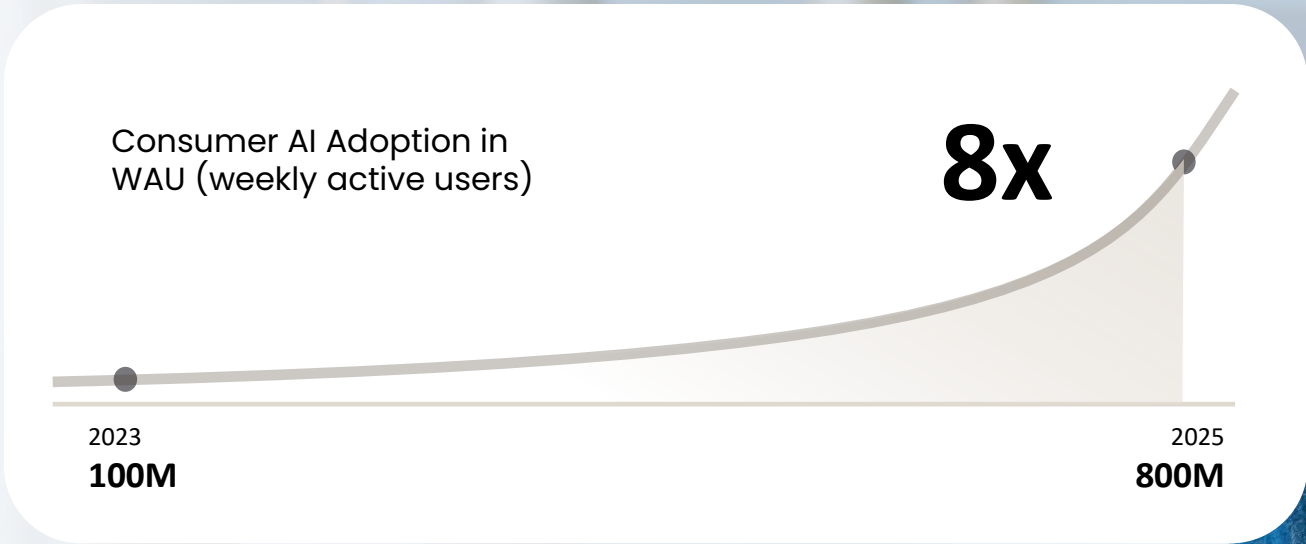 Consumer AI Adoption in
WAU (weekly active users)
8x
2023
100M
2025
800M